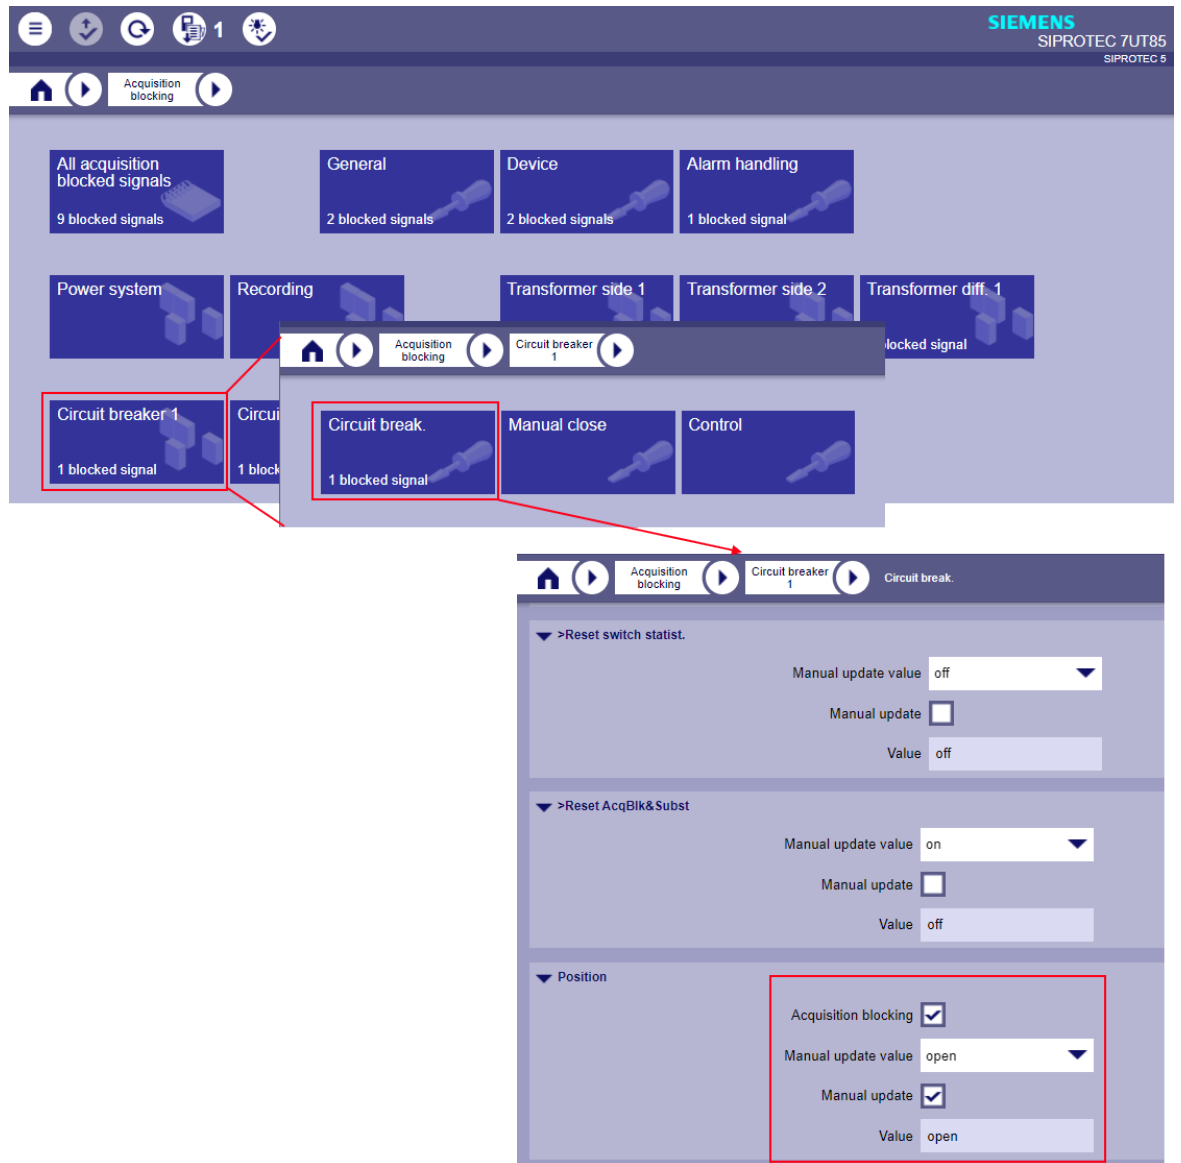 1
SIEMENS
SIPROTEC 7UT85
SIPROTEC 5
Acquisition
blocking
All acquisition
blocked signals
9 blocked signals
General
2 blocked signals
Device
2 blocked signals
Alarm handling
1 blocked signal
Power system
Recording
Transformer side 1
Transformer side 2
Transformer diff. 1
blocked signal
Circuit breaker 1
1 blocked signal
Circui
1 block
Acquisition
blocking
Circuit breaker
1
Circuit break.
1 blocked signal
Manual close
Control
Acquisition
blocking
Circuit breaker
1
Circuit break.
>Reset switch statist.
Manual update value off
Manual update
Value off
>Reset AcqBlk&Subst
Manual update value on
Manual update
Value off
Position
Acquisition blocking
Manual update value open
Manual update
Value open